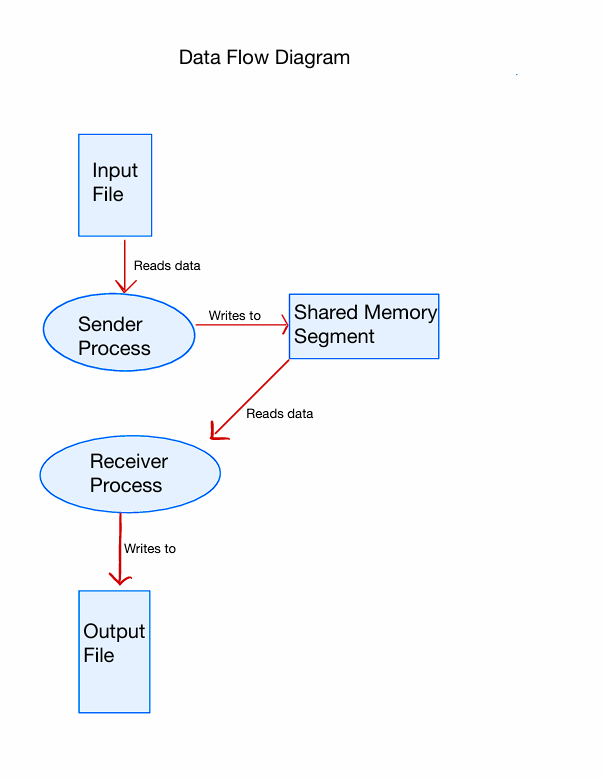 Data Flow Diagram
Input
File
Reads data
Sender
Process
Writes to
Shared Memory
Segment
Reads data
Receiver
Process
Writes to
Output
File